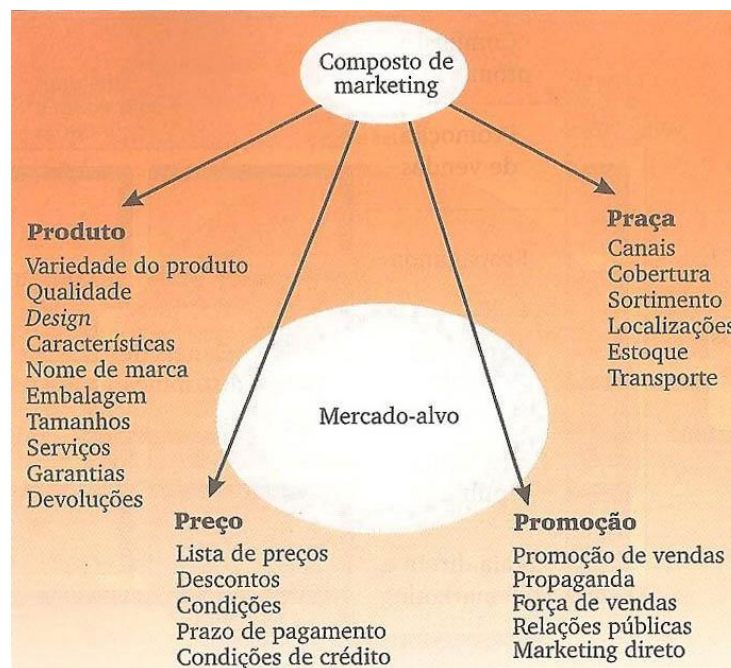 Composto de
marketing
Produto
Variedade do produto
Qualidade
Design
Características
Nome de marca
Embalagem
Tamanhos
Serviços
Garantias
Devoluções
Praça
Canais
Cobertura
Sortimento
Localizações
Estoque
Transporte
Mercado-alvo
Preço
Lista de preços
Descontos
Condições
Prazo de pagamento
Condições de crédito
Promoção
Promoção de vendas
Propaganda
Força de vendas
Relações públicas
Marketing direto